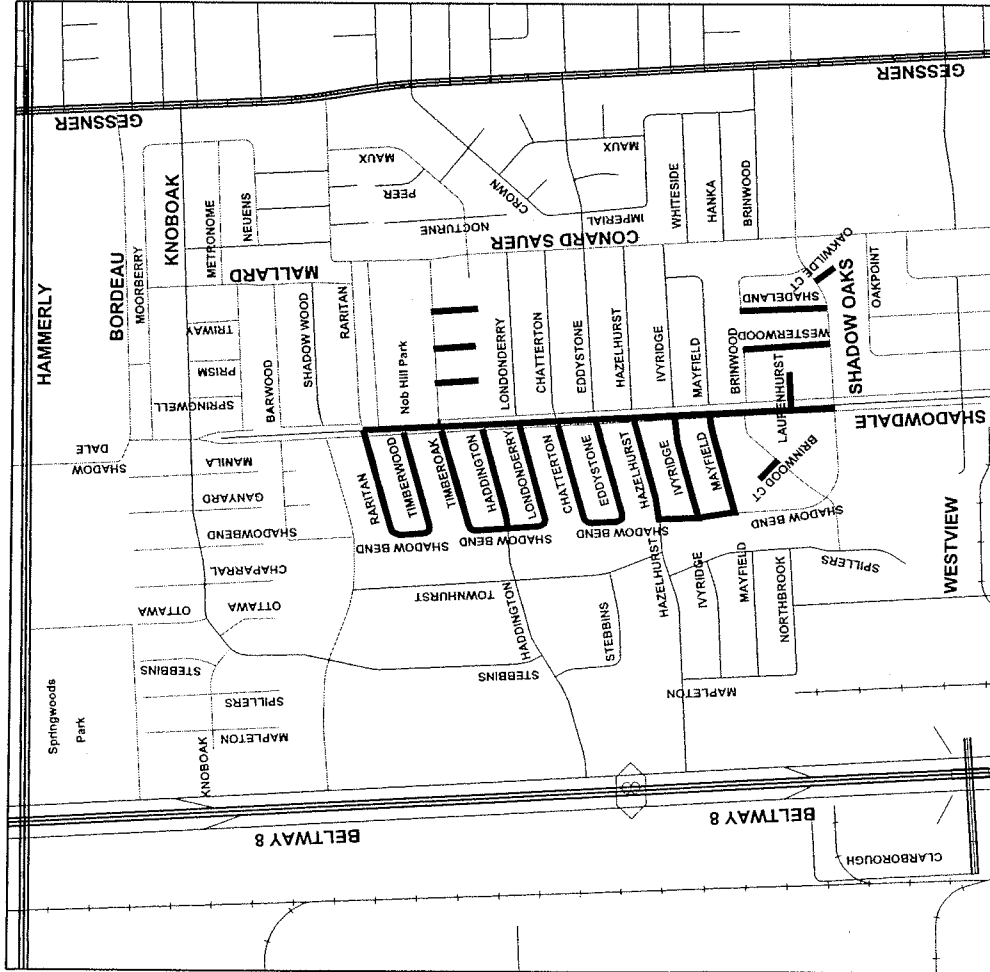 HAMMERLY
GESSNER
GESSNER
BORDEAU
MOORBERRY
KNOBOAK
METRONOME
NEUENS
MALLARD
TRIWAY
PRISM
SPRINGWELL
BARWOOD
SHADOW WOOD
RARITAN
MAUX
PEER
NOCTURNE
CROWN
IMPERIAL
MAUX
CONARD SAUER
WHITESIDE
HANKA
BRINWOOD
Nob Hill Park
LONDONDERRY
CHATTERTON
EDDYSTONE
HAZELHURST
IVYRIDGE
MAYFIELD
BRINWOOD
SHADELAND
WESTERWOOD
OAKWILDE CT
OAKPOINT
SHADOW OAKS
LAURENHURST
SHADOWDALE
SHADOW
DALE
MANILA
GANYARD
SHADOWBEND
CHAPARRAL
OTTAWA
OTTAWA
RARITAN
TIMBERWOOD
TIMBEROAK
HADDINGTON
LONDONDERRY
CHATTERTON
EDDYSTONE
HAZELHURST
IVYRIDGE
MAYFIELD
BRINWOOD CT
SHADOW BEND
SHADOW BEND
SHADOW BEND
SHADOW BEND
TOWNHURST
HADDINGTON
STEBBINS
STEBBINS
STEBBINS
HAZELHURST
IVYRIDGE
MAYFIELD
NORTHBROOK
SPILLERS
WESTVIEW
MAPLETON
Springwoods
Park
SPILLERS
MAPLETON
KNOBOAK
BELTWAY 8
BELTWAY 8
CLARBOROUGH